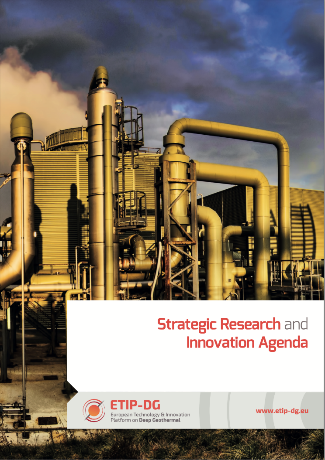 Strategic Research and
Innovation Agenda
ETIP-DG
European Technology & Innovation
Platform on Deep Geothermal
www.etip-dg.eu